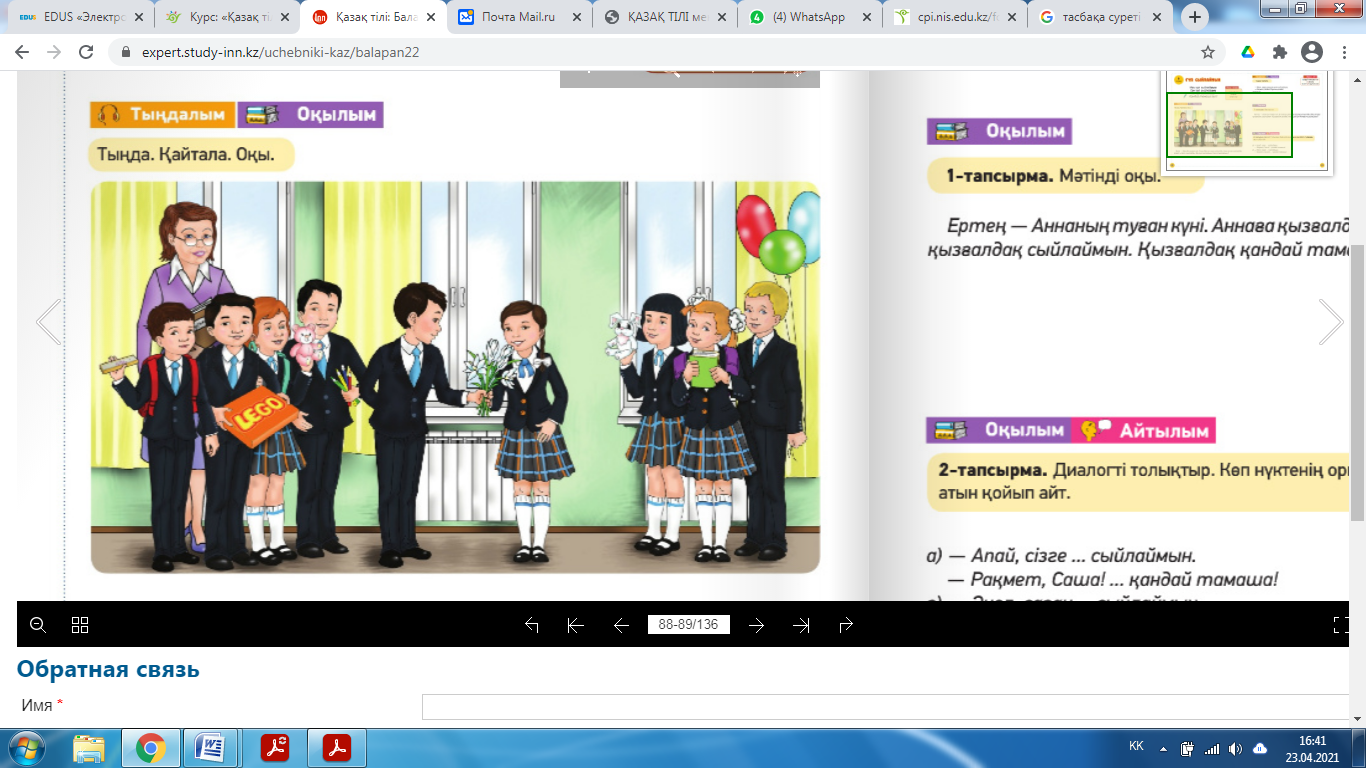 EDUS «Электро
Курс: «Қазақ ті
Қазақ тілі: Бала
Почта Mail.ru
ҚАЗАҚ ТІЛІ ме
(4) WhatsApp
cpi.nis.edu.kz/fo
тасбақа суреті
expert.study-inn.kz/uchebniki-kaz/balapan22
Тыңдалым Оқылым
Тыңда. Қайтала. Оқы.
LEGO
Оқылым
1-тапсырма. Мәтінді оқы.
Ертең — Аннаның туған күні. Аннаға қызғалд
қызғалдақ сыйлаймын. Қызғалдақ қандай там
Оқылым Айтылым
2-тапсырма. Диалогті толықтыр. Көп нүктенің ор
атын қойып айт.
а) — Апай, сізге ... сыйлаймын.
— Рақмет, Саша! ... қандай тамаша!
88-89/136
Обратная связь
Имя *
KK
16:41
23.04.2021